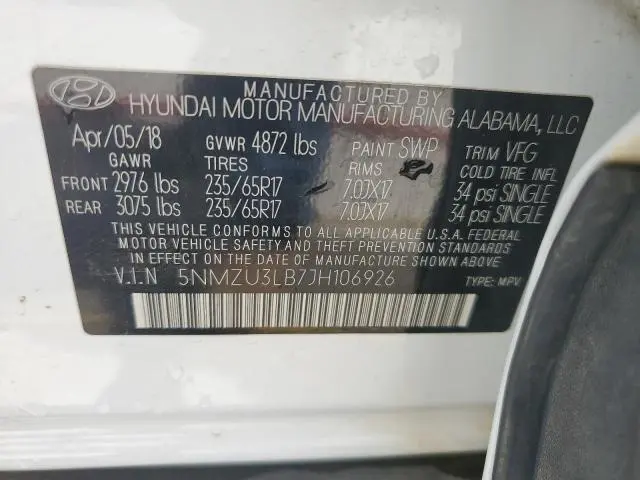 MANUFACTURED BY
HYUNDAI MOTOR MANUFACTURING ALABAMA, LLC
Apr/05/18 GVWR 4872 lbs PAINT SWP TRIM VFG
GAWR TIRES RIMS COLD TIRE INFL
FRONT 2976 lbs 235/65R17 7.0JX17 34 psi SINGLE
REAR 3075 lbs 235/65R17 7.0JX17 34 psi SINGLE
THIS VEHICLE CONFORMS TO ALL APPLICABLE U.S.A. FEDERAL
MOTOR VEHICLE SAFETY AND THEFT PREVENTION STANDARDS IN
EFFECT ON THE DATE OF MANUFACTURE SHOWN ABOVE.
V.I.N 5NMZU3LB7JH106926 TYPE: MPV